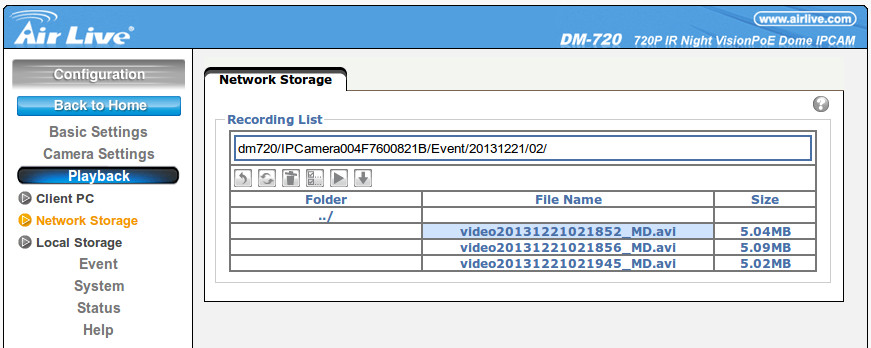 www.airlive.com
Air Live®
DM-720 720P IR Night VisionPoE Dome IPCAM
Configuration
Back to Home
Basic Settings
Camera Settings
Playback
Client PC
Network Storage
Local Storage
Event
System
Status
Help
Network Storage
?
Recording List
dm720/IPCamera004F7600821B/Event/20131221/02/
Folder File Name Size
../
video20131221021852_MD.avi 5.04MB
video20131221021856_MD.avi 5.09MB
video20131221021945_MD.avi 5.02MB